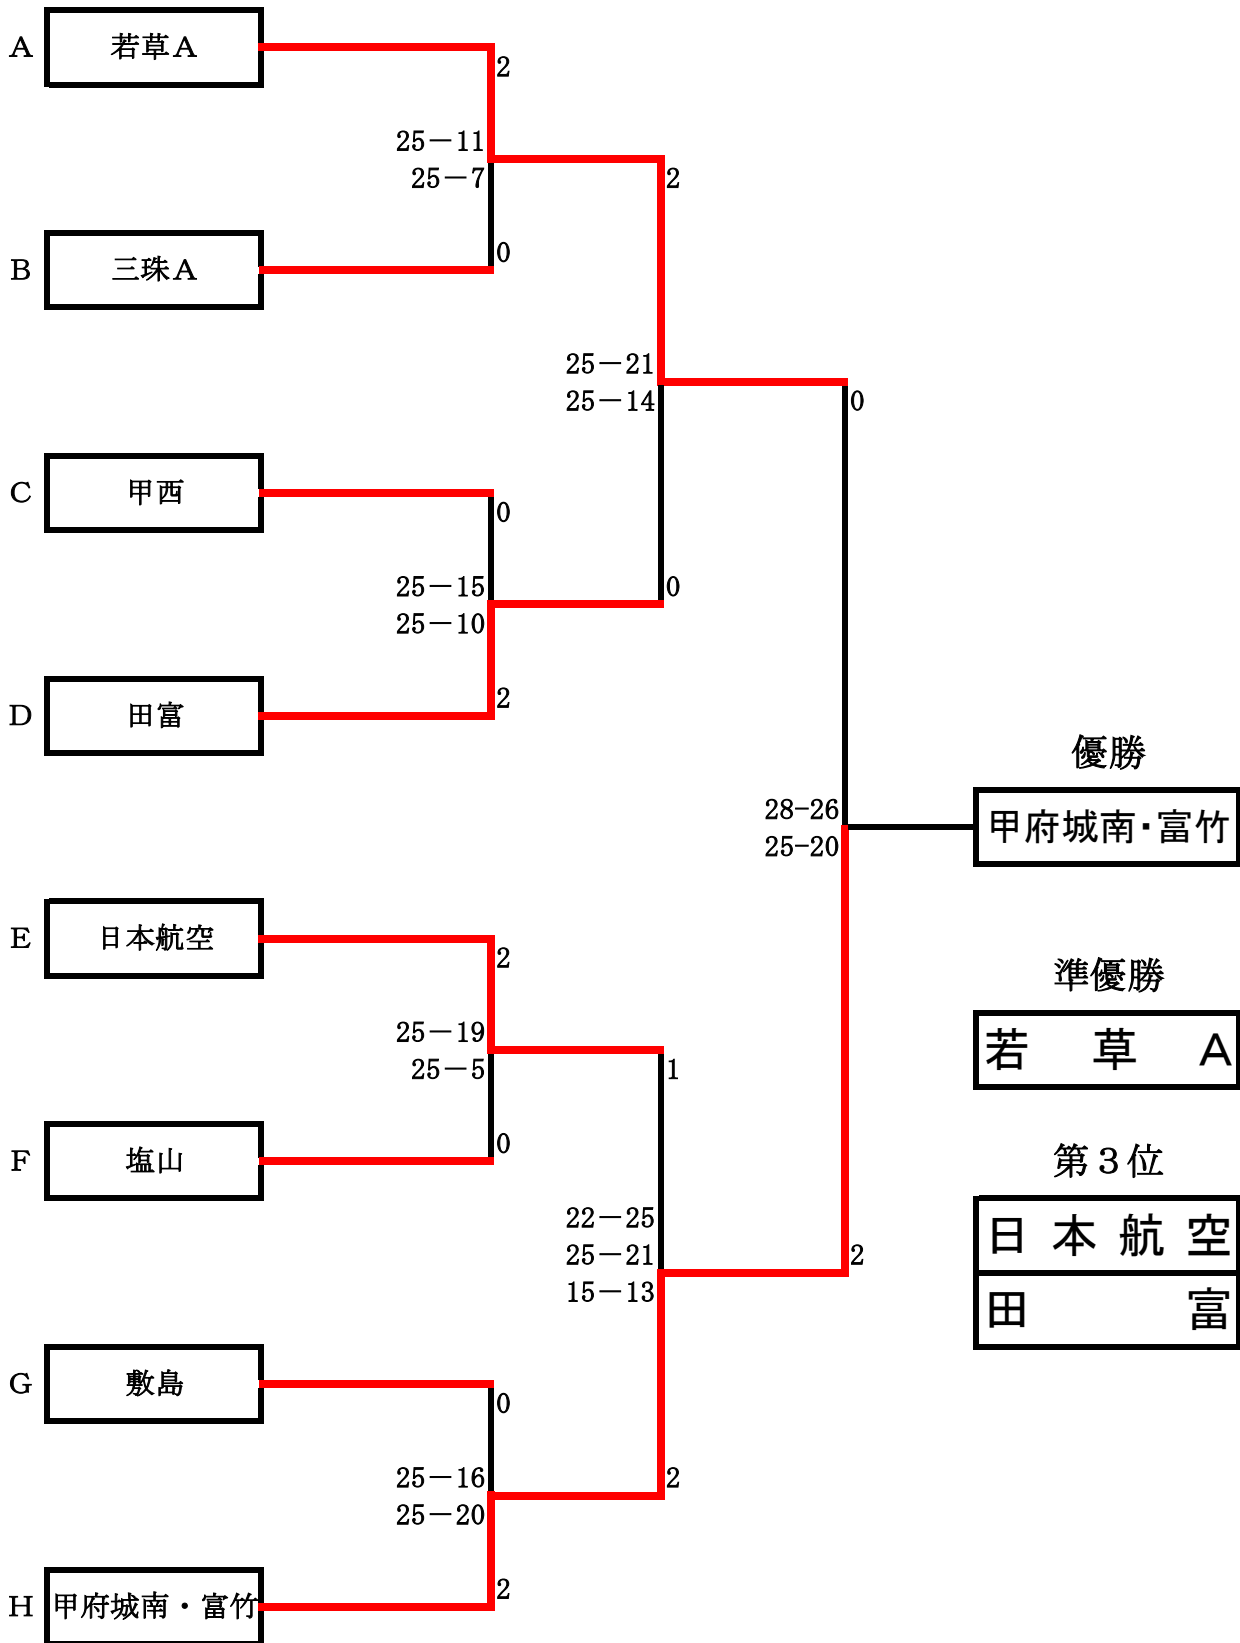 A
若草A
2
25－11
25－7
2
B
三珠A
0
25－21
25－14
0
C
甲西
0
25－15
25－10
0
D
田富
2
優勝
甲府城南・富竹
28-26
25-20
E
日本航空
2
準優勝
若草A
25－19
25－5
1
F
塩山
0
第３位
日本航空
田富
22－25
25－21
15－13
2
G
敷島
0
25－16
25－20
2
H
甲府城南・富竹
2